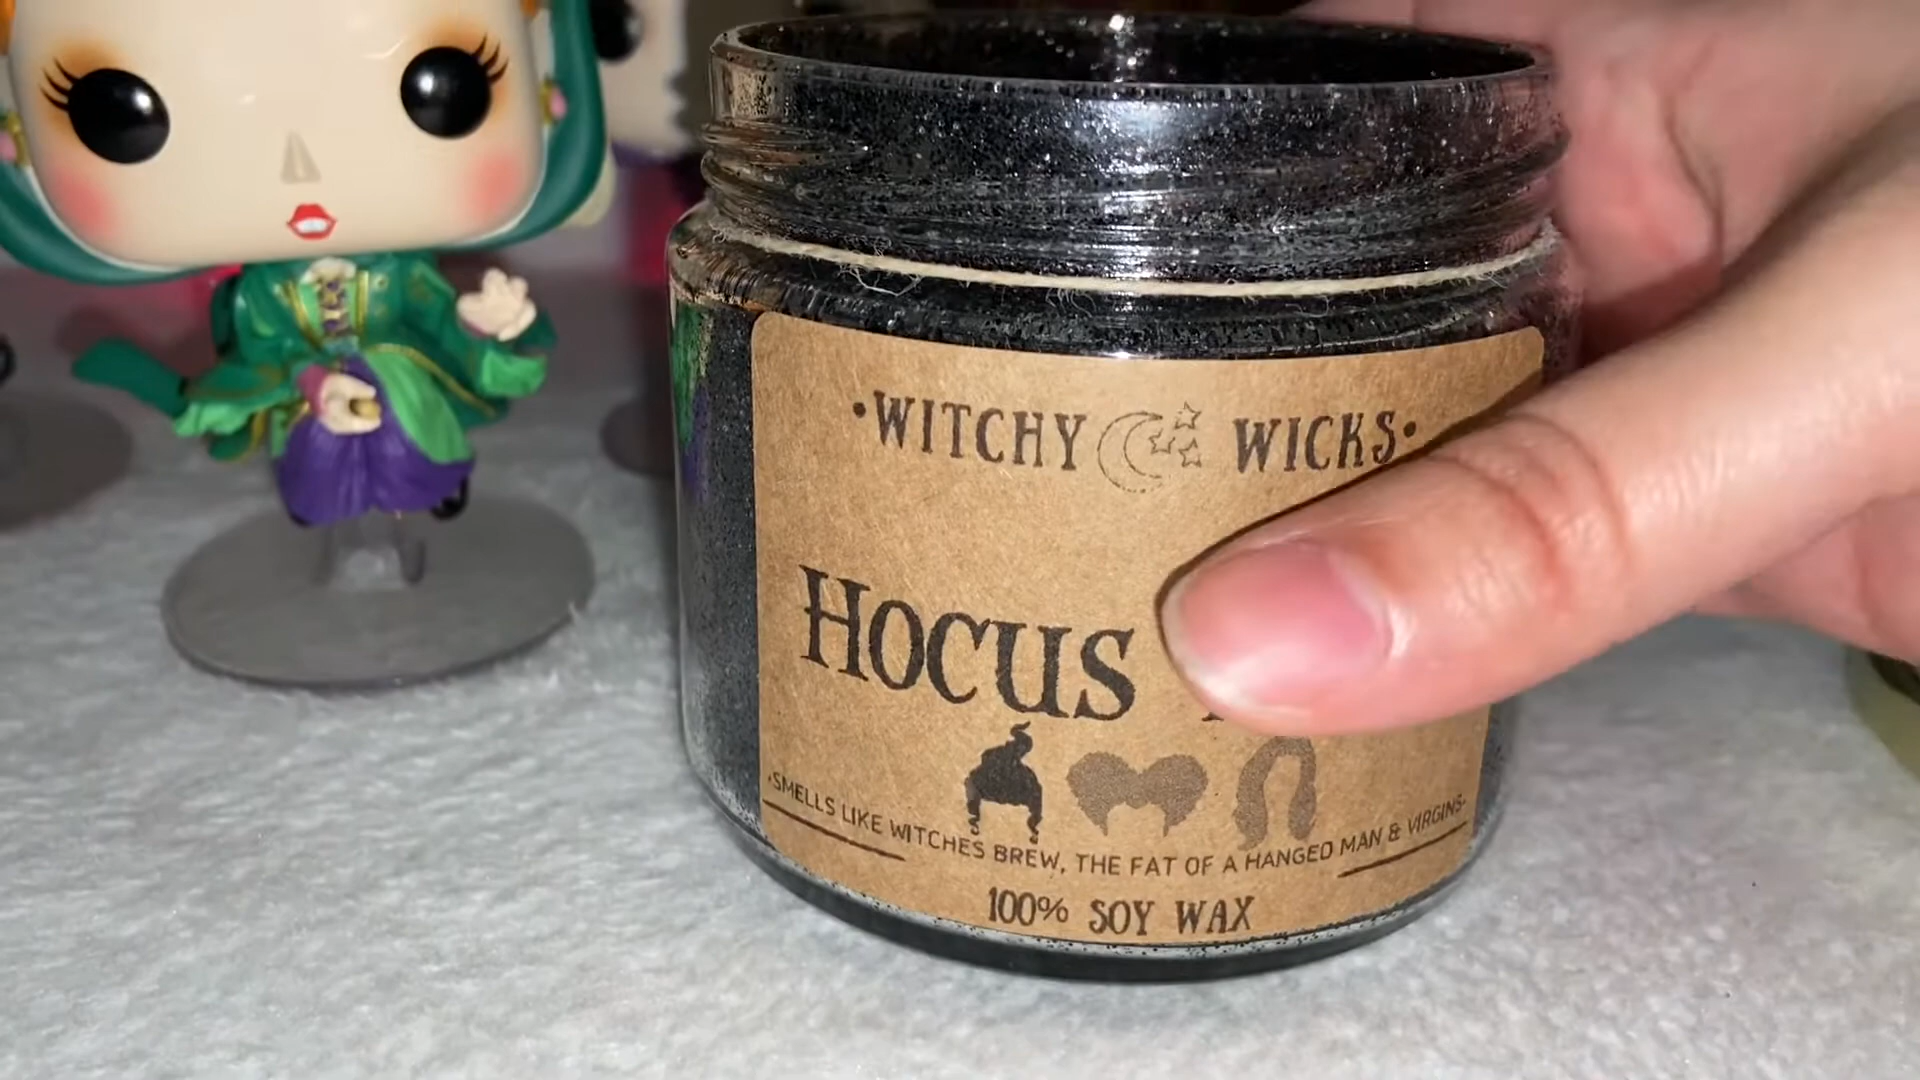 ·WITCHY WICKS·
HOCUS
·SMELLS LIKE WITCHES BREW, THE FAT OF A HANGED MAN & VIRGINS·
100% SOY WAX